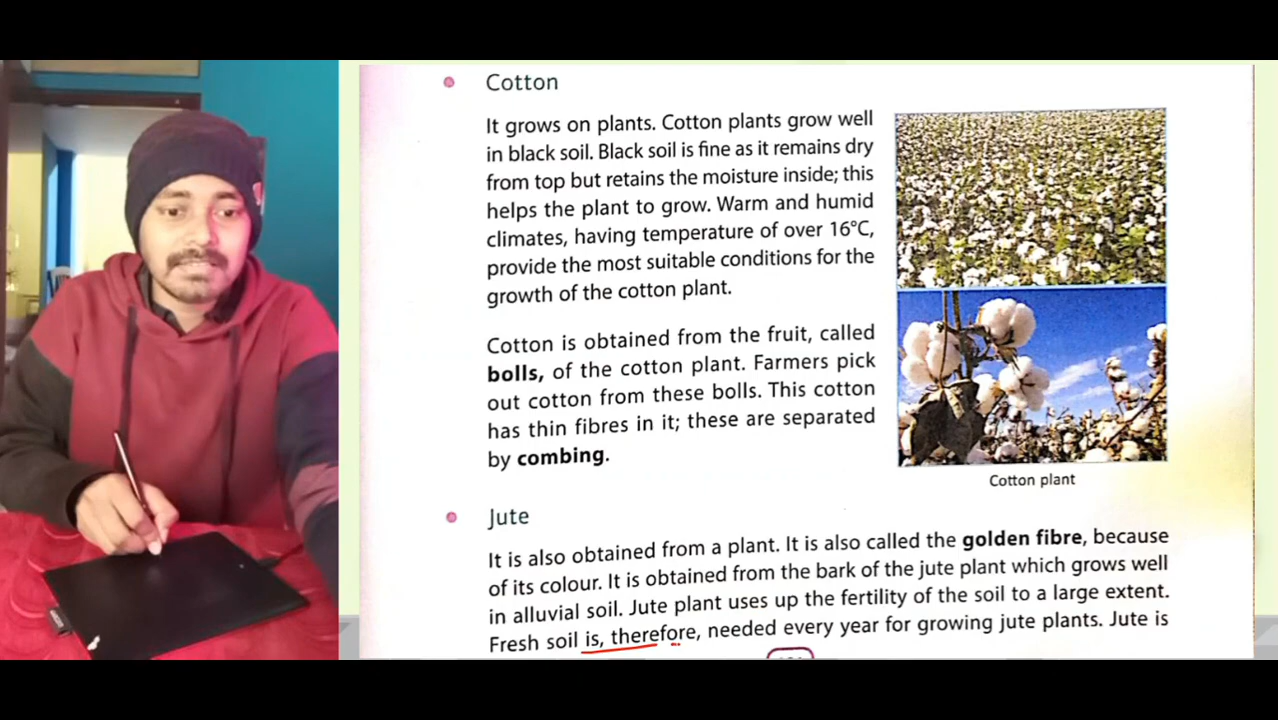 Cotton
It grows on plants. Cotton plants grow well
in black soil. Black soil is fine as it remains dry
from top but retains the moisture inside; this
helps the plant to grow. Warm and humid
climates, having temperature of over 16°C,
provide the most suitable conditions for the
growth of the cotton plant.
Cotton is obtained from the fruit, called
bolls, of the cotton plant. Farmers pick
out cotton from these bolls. This cotton
has thin fibres in it; these are separated
by combing.
Cotton plant
Jute
It is also obtained from a plant. It is also called the golden fibre, because
of its colour. It is obtained from the bark of the jute plant which grows well
in alluvial soil. Jute plant uses up the fertility of the soil to a large extent.
Fresh soil is, therefore, needed every year for growing jute plants. Jute is